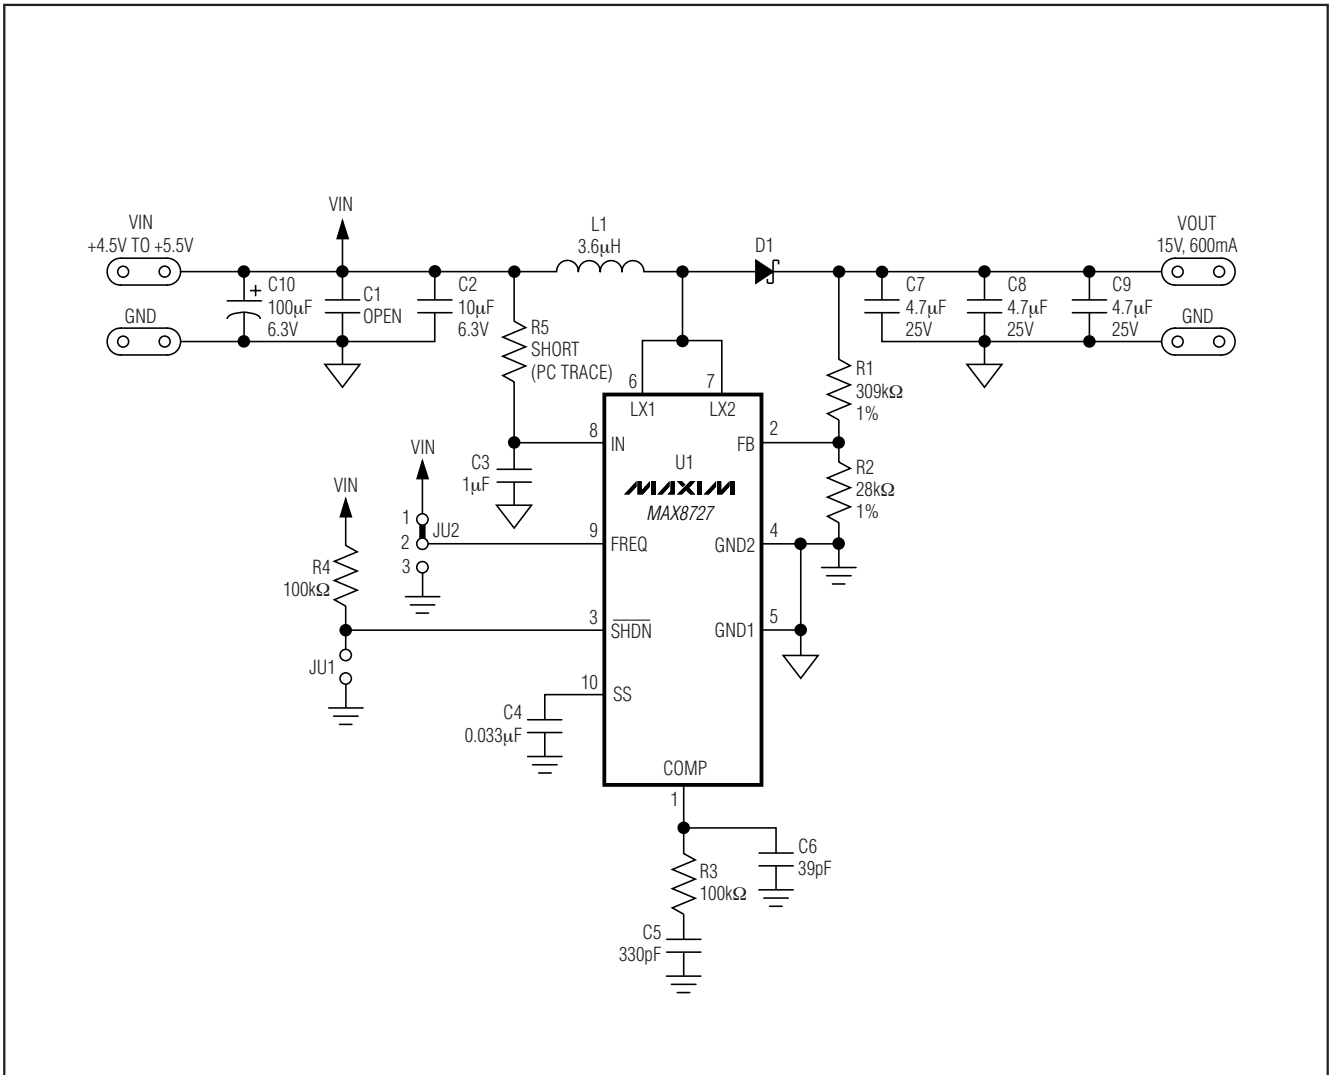 VIN
+4.5V TO +5.5V
GND
VIN
C10
100μF
6.3V
C1
OPEN
C2
10μF
6.3V
R5
SHORT
(PC TRACE)
L1
3.6μH
D1
VOUT
15V, 600mA
GND
C7
4.7μF
25V
C8
4.7μF
25V
C9
4.7μF
25V
R1
309kΩ
1%
R2
28kΩ
1%
6
7
LX1
LX2
8
IN
2
FB
U1
MAXIM
MAX8727
C3
1μF
VIN
1
2
3
JU2
9
FREQ
4
GND2
VIN
R4
100kΩ
3
SHDN
5
GND1
JU1
10
SS
C4
0.033μF
COMP
1
R3
100kΩ
C6
39pF
C5
330pF
+